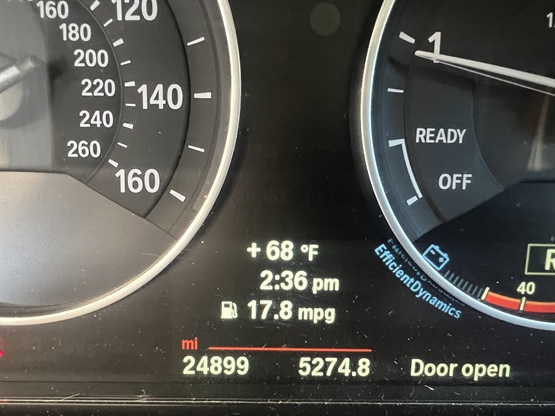 120
140
160
160
180
200
220
240
260
1
READY
OFF
EfficientDynamics
40
+ 68 °F
2:36 pm
17.8 mpg
mi
24899 5274.8 Door open